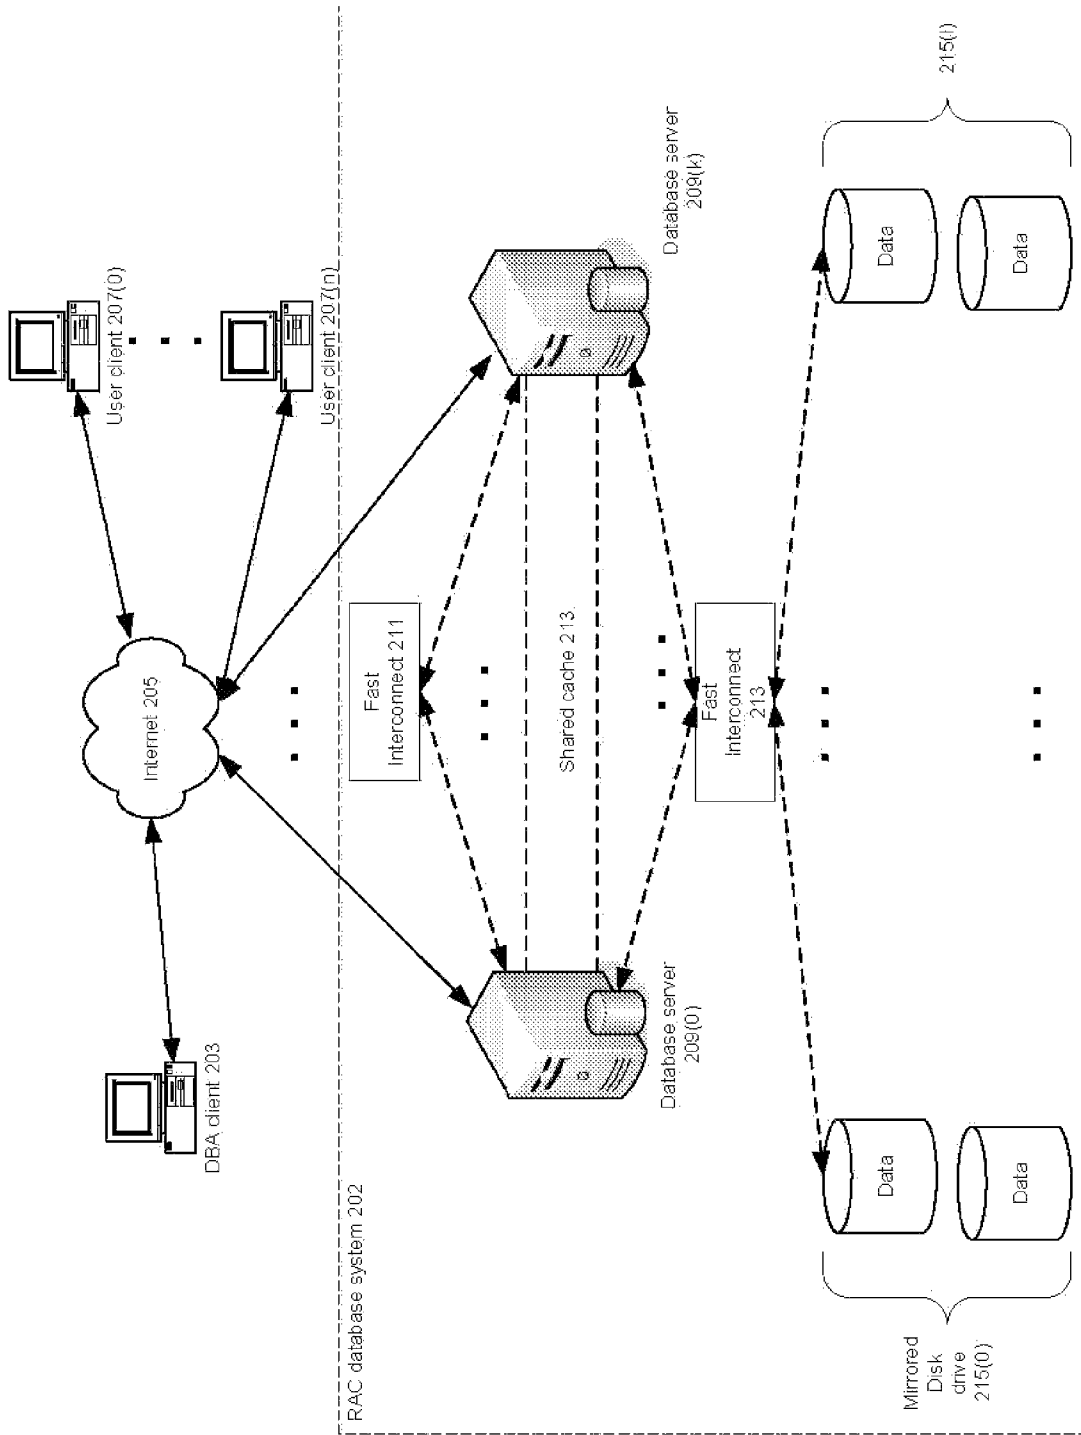 DBA client 203
Internet 205
User client 207(0)
User client 207(n)
RAC database system 202
Fast
Interconnect 211
Database server
209(0)
Shared cache 213
Database server
209(k)
Fast
Interconnect
213
Mirrored
Disk
drive
215(0)
Data
Data
Data
Data
215(l)